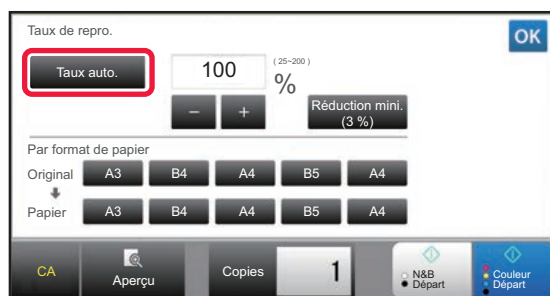 Taux de repro.
OK
Taux auto.
100
(25~200)
%
−
+
Réduction mini.
(3 %)
Par format de papier
Original A3 B4 A4 B5 A4
Papier A3 B4 A4 B5 A4
CA
Aperçu
Copies
1
N&B
Départ
Couleur
Départ